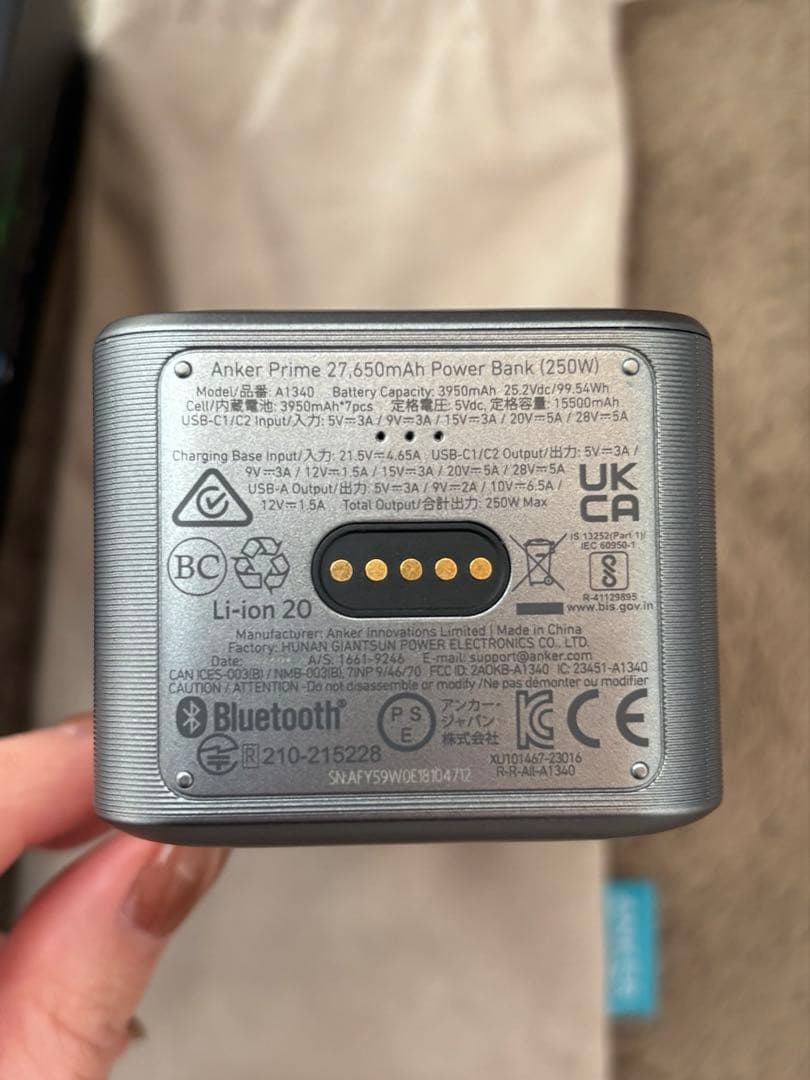 Anker Prime 27,650mAh Power Bank (250W)
Model/品番: A1340 Battery Capacity: 3950mAh 25.2Vdc/99.54Wh
Cell/内蔵電池: 3950mAh*7pcs 定格電圧: 5Vdc, 定格容量: 15500mAh
USB-C1/C2 Input/入力: 5V⎓3A / 9V⎓3A / 15V⎓3A / 20V⎓5A / 28V⎓5A
Charging Base Input/入力: 21.5V⎓4.65A USB-C1/C2 Output/出力: 5V⎓3A /
9V⎓3A / 12V⎓1.5A / 15V⎓3A / 20V⎓5A / 28V⎓5A
USB-A Output/出力: 5V⎓3A / 9V⎓2A / 10V⎓6.5A /
12V⎓1.5A Total Output/合計出力: 250W Max
UK
CA
IS 13252(Part 1)/
IEC 60950-1
BC
R-41129895
www.bis.gov.in
Li-ion 20
Manufacturer: Anker Innovations Limited | Made in China
Factory: HUNAN GIANTSUN POWER ELECTRONICS CO., LTD.
Date: A/S: 1661-9246 E-mail: support@anker.com
CAN ICES-003(B) / NMB-003(B), 7INP9/46/70 FCC ID: 2AOKB-A1340 IC: 23451-A1340
CAUTION / ATTENTION -Do not disassemble or modify /Ne pas démonter ou modifier
Bluetooth®
PS
E
アンカー・
ジャパン
株式会社
CE
R 210-215228
XU101467-23016
R-R-All-A1340
SN:AFY59W0E18104712